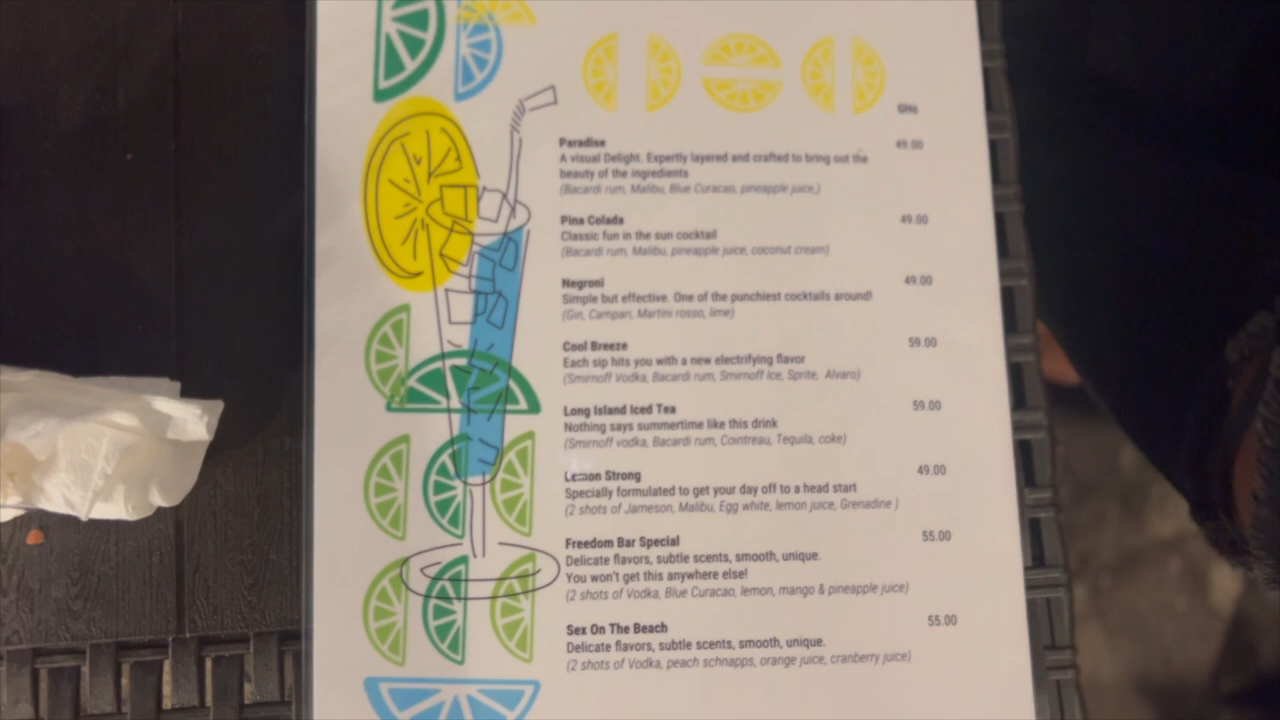 GH¢
Paradise 49.00
A visual Delight. Expertly layered and crafted to bring out the
beauty of the ingredients
(Bacardi rum, Malibu, Blue Curacao, pineapple juice,)
Pina Colada 49.00
Classic fun in the sun cocktail
(Bacardi rum, Malibu, pineapple juice, coconut cream)
Negroni 49.00
Simple but effective. One of the punchiest cocktails around!
(Gin, Campari, Martini rosso, lime)
Cool Breeze 59.00
Each sip hits you with a new electrifying flavor
(Smirnoff Vodka, Bacardi rum, Smirnoff Ice, Sprite, Alvaro)
Long Island Iced Tea 59.00
Nothing says summertime like this drink
(Smirnoff vodka, Bacardi rum, Cointreau, Tequila, coke)
Lemon Strong 49.00
Specially formulated to get your day off to a head start
(2 shots of Jameson, Malibu, Egg white, lemon juice, Grenadine )
Freedom Bar Special 55.00
Delicate flavors, subtle scents, smooth, unique.
You won't get this anywhere else!
(2 shots of Vodka, Blue Curacao, lemon, mango & pineapple juice)
Sex On The Beach 55.00
Delicate flavors, subtle scents, smooth, unique.
(2 shots of Vodka, peach schnapps, orange juice, cranberry juice)